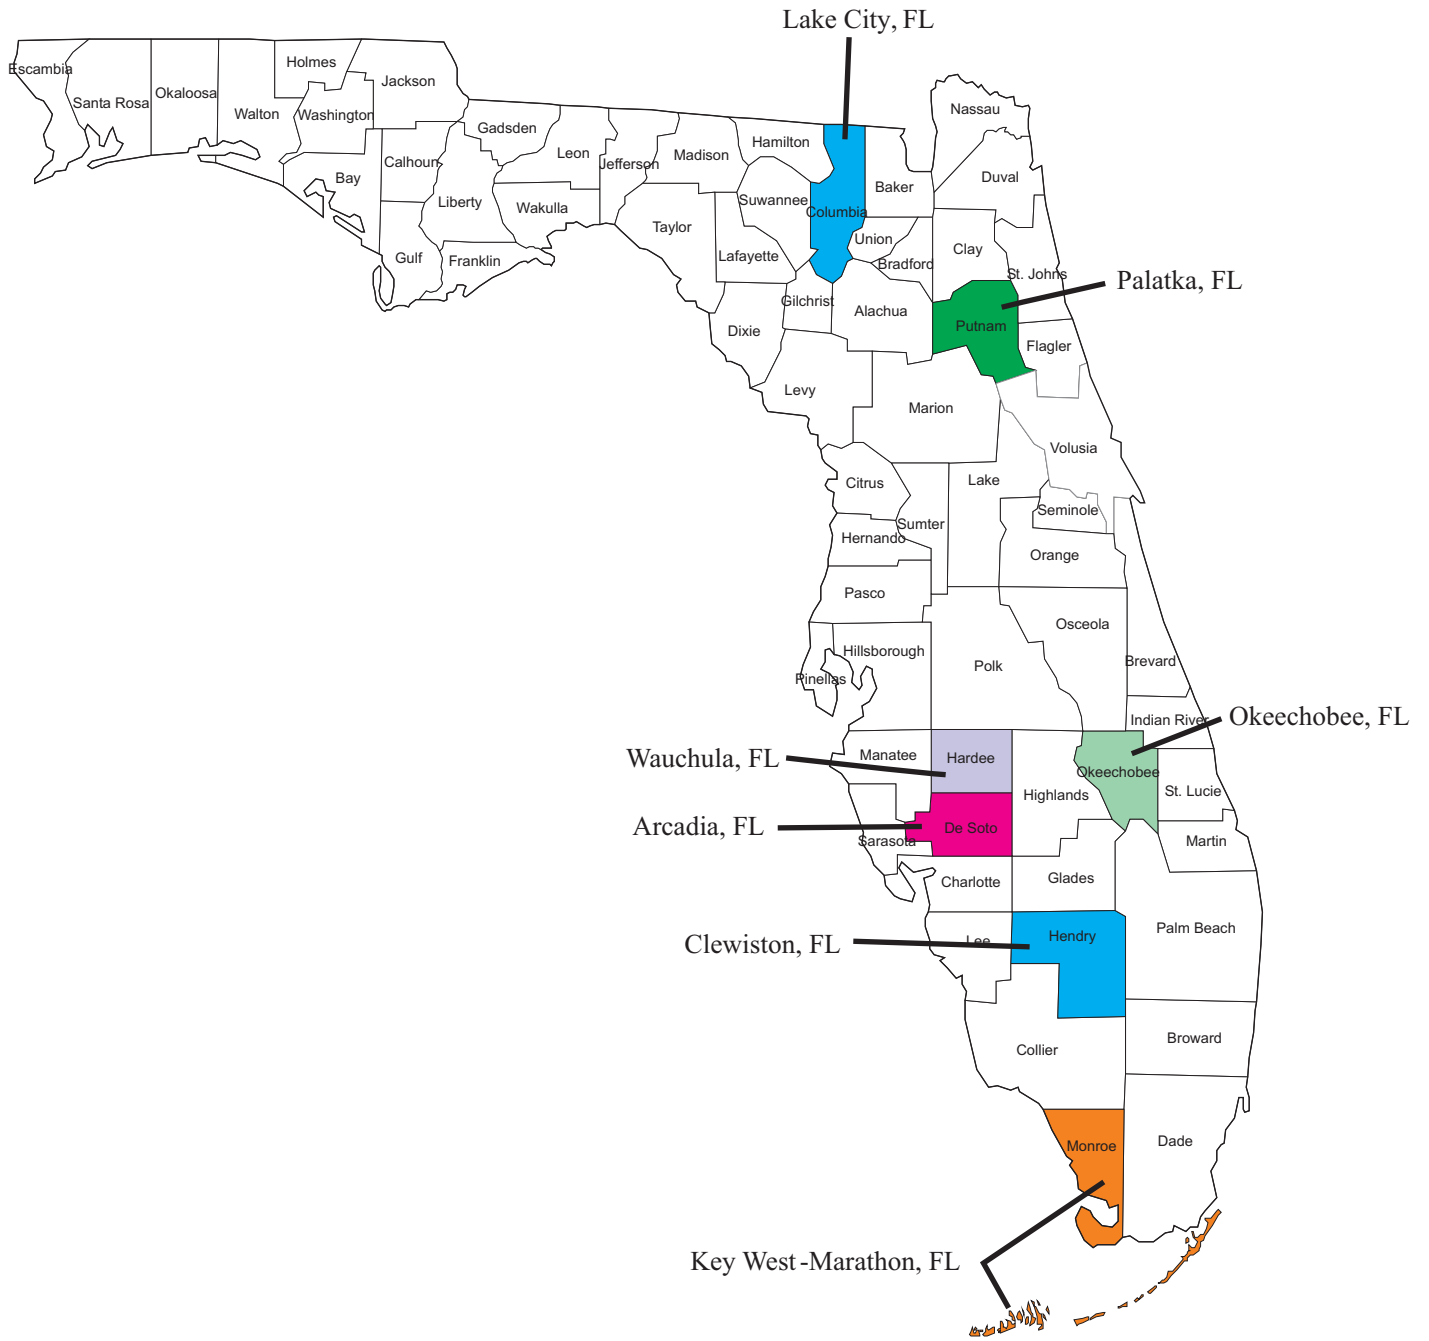 Lake City, FL
Escambia
Santa Rosa
Okaloosa
Walton
Holmes
Washington
Jackson
Bay
Calhoun
Gulf
Liberty
Gadsden
Franklin
Leon
Wakulla
Jefferson
Madison
Taylor
Hamilton
Suwannee
Lafayette
Columbia
Baker
Nassau
Duval
Union
Bradford
Clay
St. Johns
Dixie
Gilchrist
Alachua
Putnam
Palatka, FL
Flagler
Levy
Marion
Volusia
Citrus
Lake
Sumter
Seminole
Hernando
Orange
Pasco
Osceola
Hillsborough
Pinellas
Polk
Brevard
Indian River
Okeechobee, FL
Wauchula, FL
Manatee
Hardee
Okeechobee
Highlands
St. Lucie
Arcadia, FL
De Soto
Sarasota
Martin
Charlotte
Glades
Clewiston, FL
Lee
Hendry
Palm Beach
Collier
Broward
Monroe
Dade
Key West-Marathon, FL